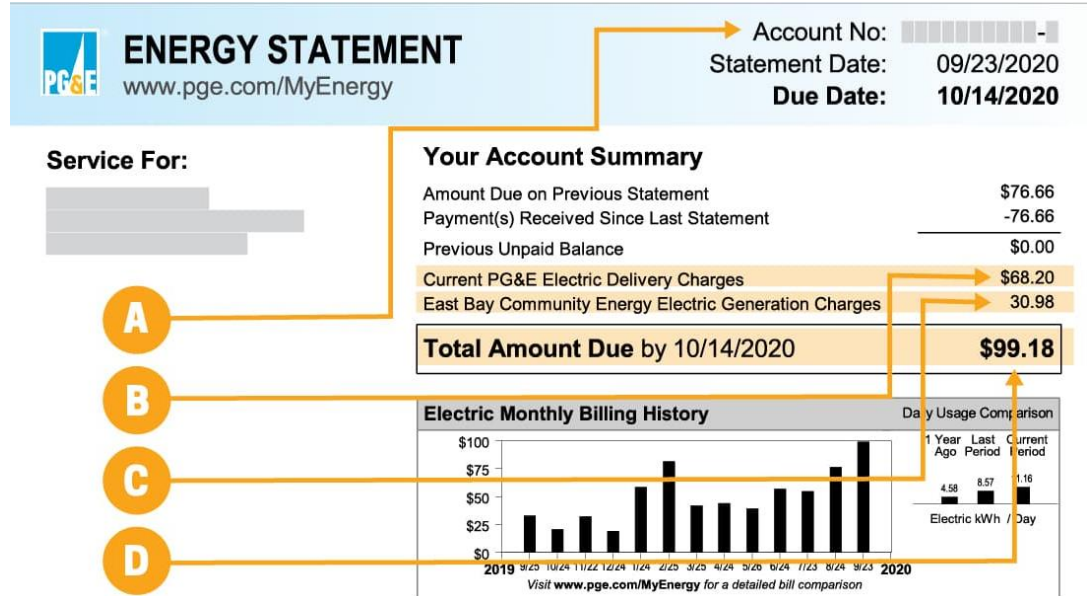 PG&E
ENERGY STATEMENT
www.pge.com/MyEnergy
Account No: -
Statement Date: 09/23/2020
Due Date: 10/14/2020
Service For:
Your Account Summary
Amount Due on Previous Statement $76.66
Payment(s) Received Since Last Statement -76.66
Previous Unpaid Balance $0.00
Current PG&E Electric Delivery Charges $68.20
East Bay Community Energy Electric Generation Charges 30.98
Total Amount Due by 10/14/2020 $99.18
A
B
C
D
Electric Monthly Billing History
$100
$75
$50
$25
$0
2019 9/25 10/24 11/22 12/24 1/24 2/25 3/25 4/24 5/26 6/24 7/23 8/24 9/23 2020
Visit www.pge.com/MyEnergy for a detailed bill comparison
Usage Comparison
1 Year Ago Last Period Current Period
4.58 8.57
Electric kWh / Day